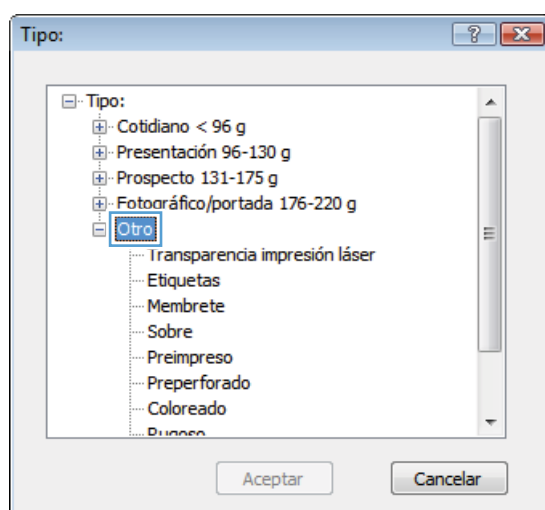 Tipo:
Tipo:
Cotidiano < 96 g
Presentación 96-130 g
Prospecto 131-175 g
Fotográfico/portada 176-220 g
Otro
Transparencia impresión láser
Etiquetas
Membrete
Sobre
Preimpreso
Preperforado
Coloreado
Rugoso
Aceptar
Cancelar